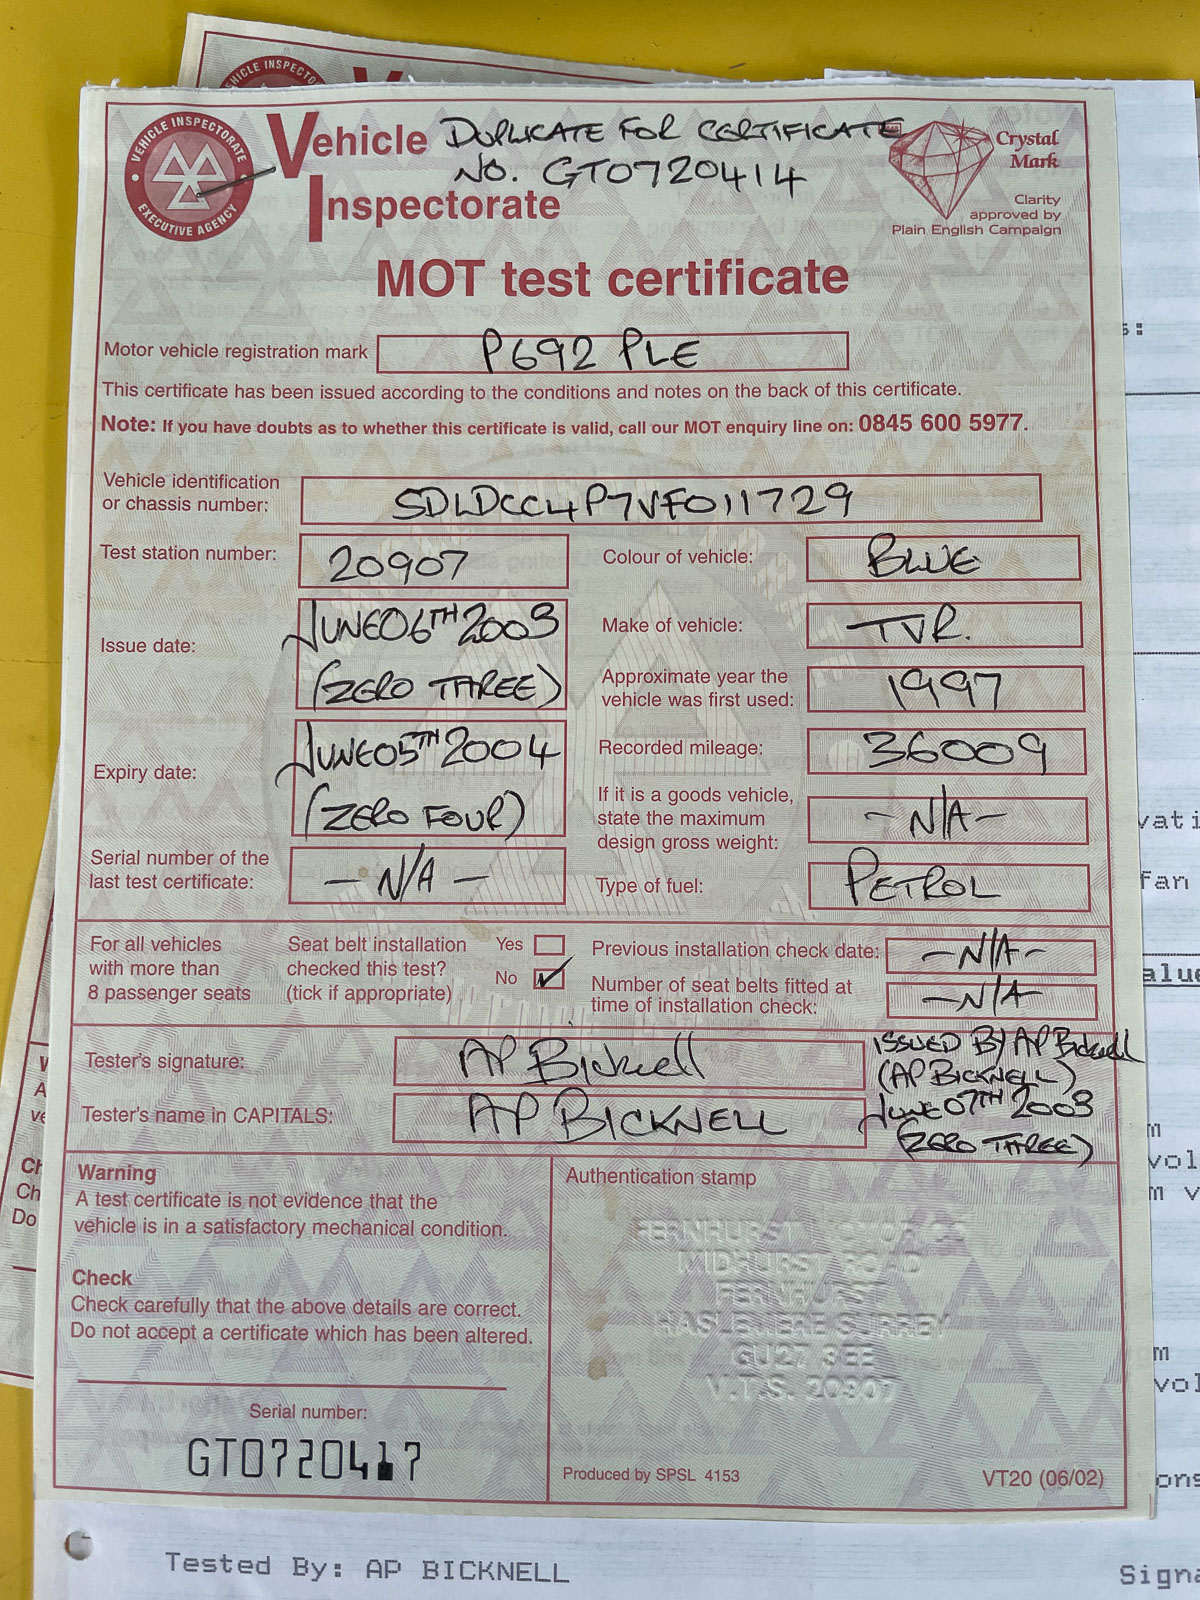 VEHICLE INSPECTORATE
EXECUTIVE AGENCY
Vehicle
Inspectorate
DUPLICATE FOR CERTIFICATE
NO. GT0720414
Crystal
Mark
Clarity
approved by
Plain English Campaign
MOT test certificate
Motor vehicle registration mark P692 PLE
This certificate has been issued according to the conditions and notes on the back of this certificate.
Note: If you have doubts as to whether this certificate is valid, call our MOT enquiry line on: 0845 600 5977.
Vehicle identification
or chassis number: SDLDCC4P7VF011729
Test station number: 20907
Colour of vehicle: BLUE
Issue date: JUNE 06TH 2003
(ZERO THREE)
Make of vehicle: TVR.
Approximate year the
vehicle was first used: 1997
Expiry date: JUNE 05TH 2004
(ZERO FOUR)
Recorded mileage: 36009
If it is a goods vehicle,
state the maximum
design gross weight: -N/A-
Serial number of the
last test certificate: -N/A-
Type of fuel: PETROL
For all vehicles
with more than
8 passenger seats
Seat belt installation
checked this test?
(tick if appropriate)
Yes
No ✓
Previous installation check date: -N/A-
Number of seat belts fitted at
time of installation check: -N/A-
Tester's signature: AP Bicknell
Tester's name in CAPITALS: AP BICKNELL
ISSUED BY AP Bicknell
(AP BICKNELL)
JUNE 07TH 2003
(ZERO THREE)
Warning
A test certificate is not evidence that the
vehicle is in a satisfactory mechanical condition.
Check
Check carefully that the above details are correct.
Do not accept a certificate which has been altered.
Serial number:
GT0720417
Authentication stamp
FERNHURST MOTOR CO
MIDHURST ROAD
FERNHURST
HASLEMERE SURREY
GU27 3EE
V.T.S. 20907
Produced by SPSL 4153
VT20 (06/02)
Tested By: AP BICKNELL